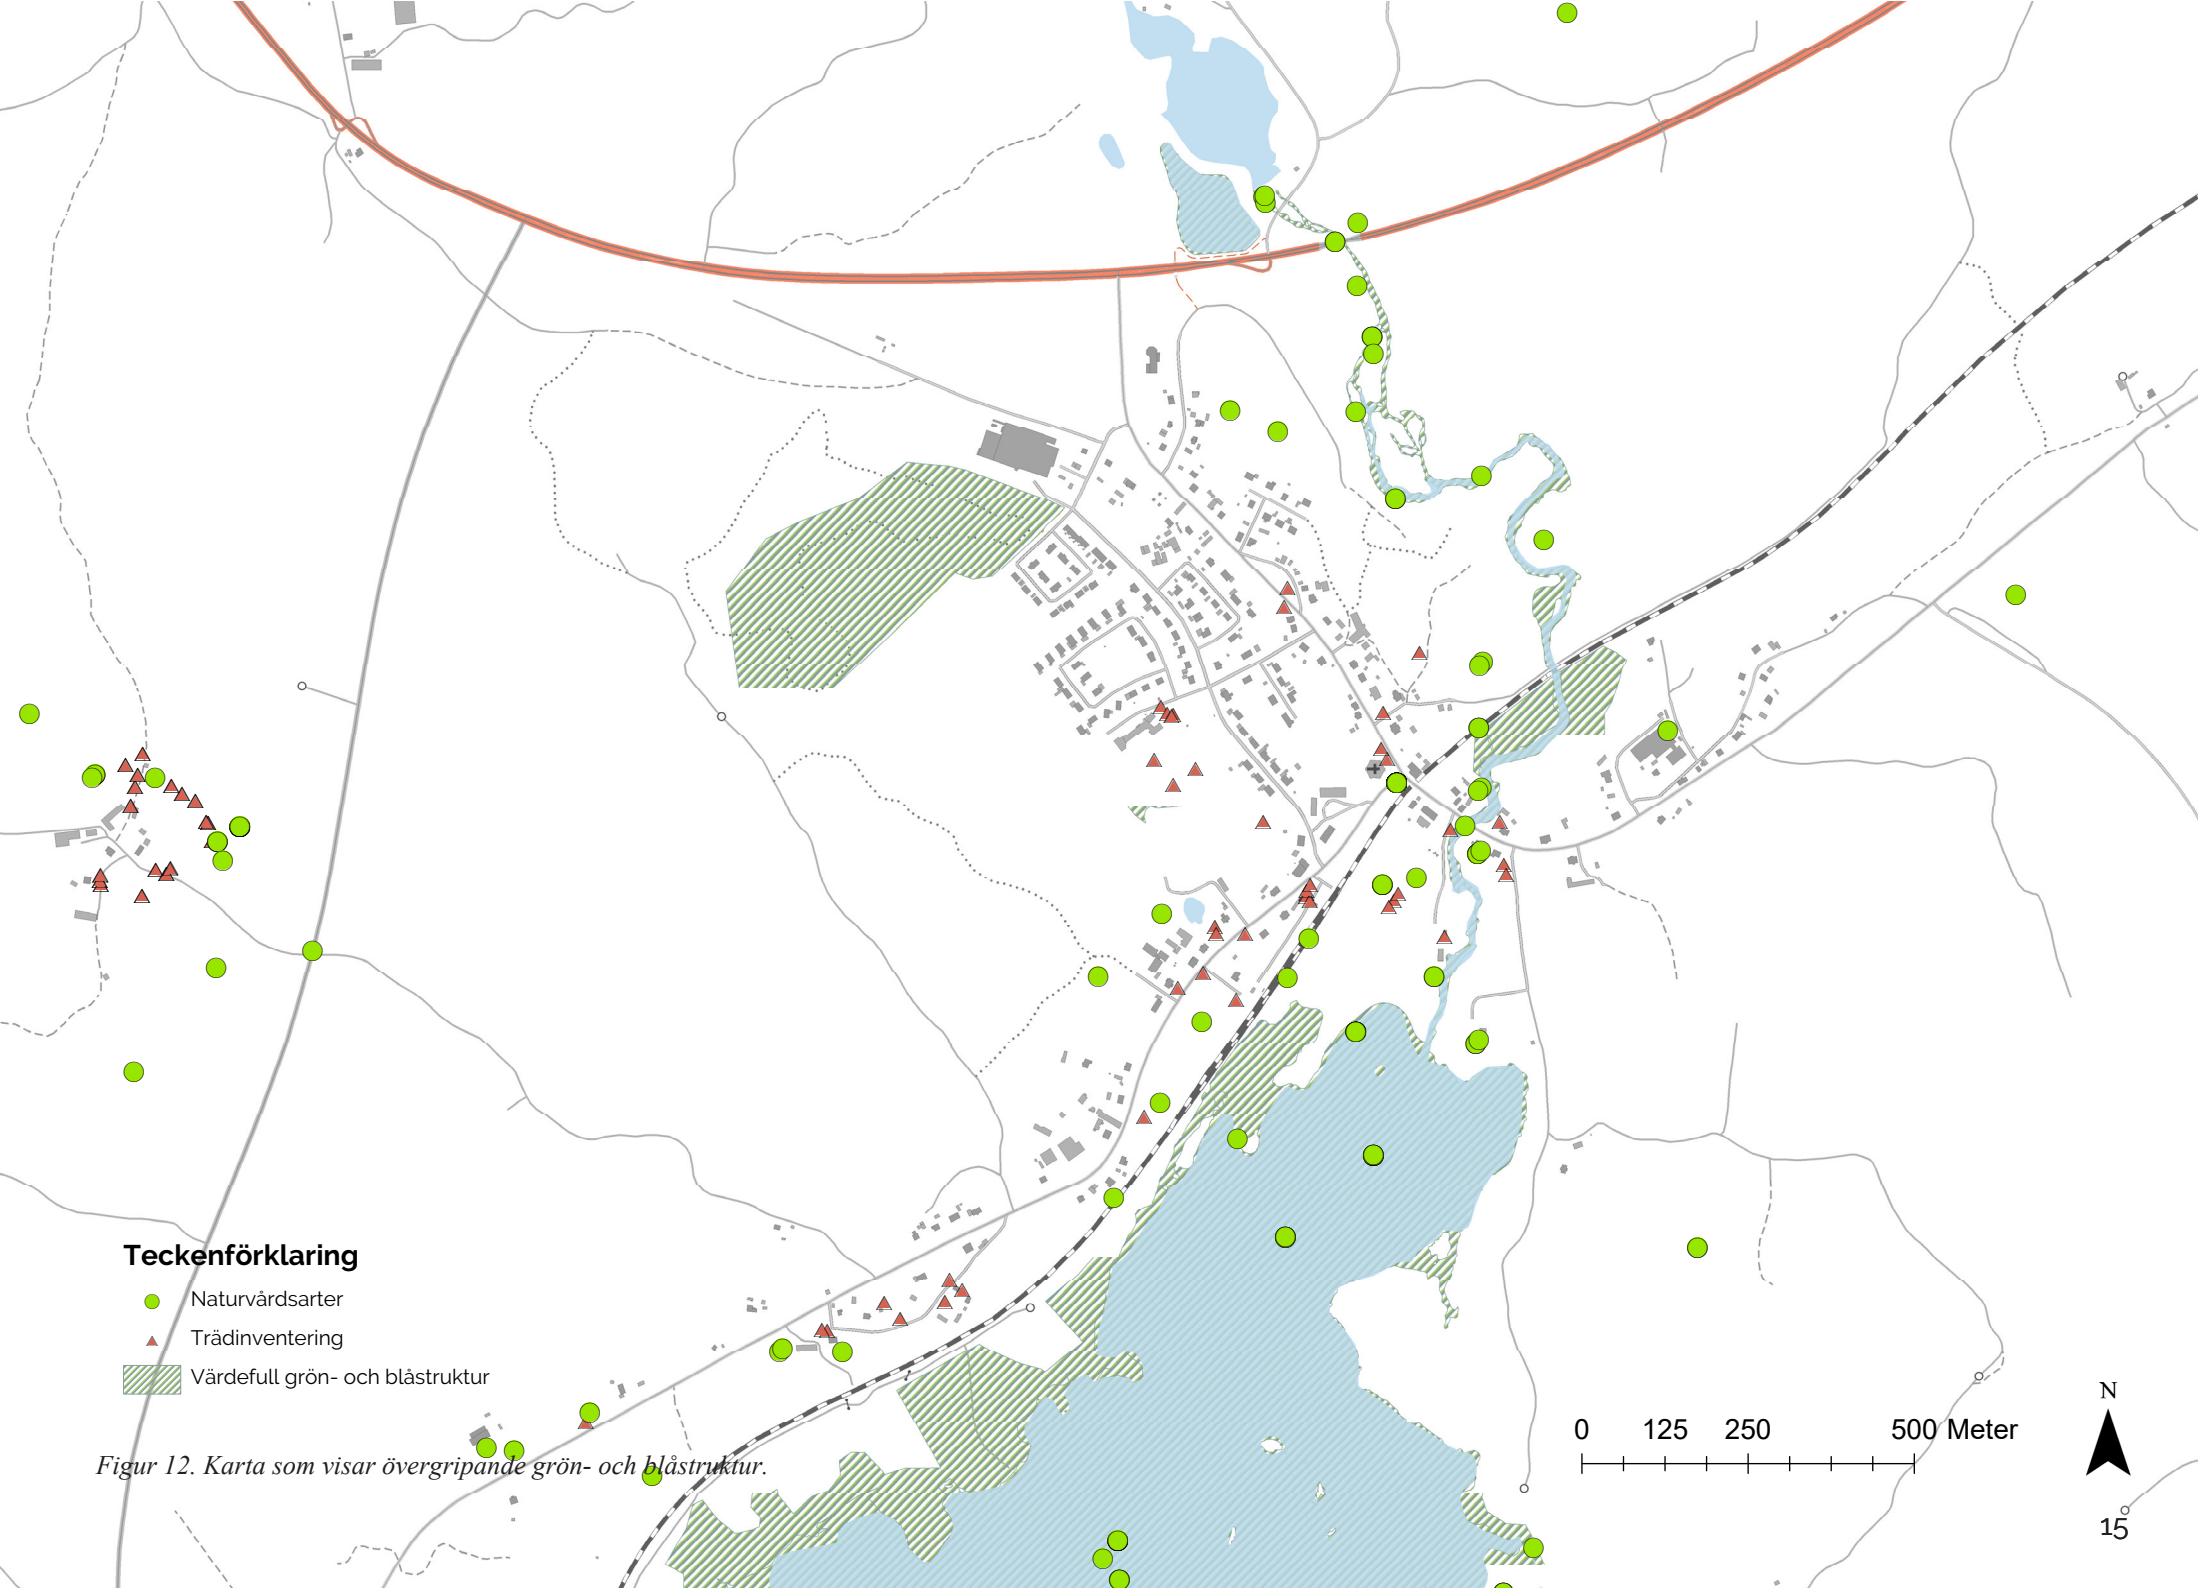 Teckenförklaring
Naturvårdsarter
Trädinventering
Värdefull grön- och blåstruktur
Figur 12. Karta som visar övergripande grön- och blåstruktur.
0 125 250 500 Meter
N
15